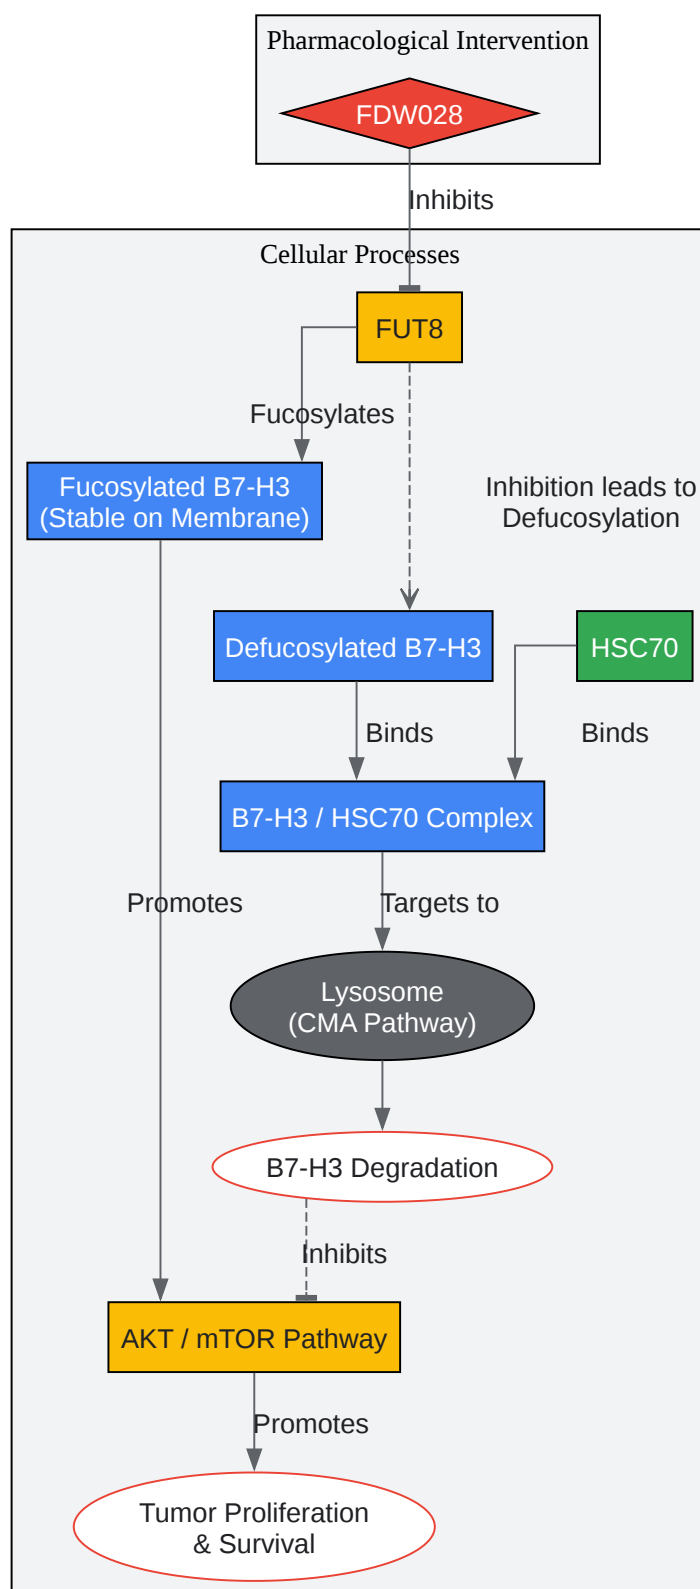 Pharmacological Intervention
FDW028
Inhibits
Cellular Processes
FUT8
Fucosylates
Fucosylated B7-H3
(Stable on Membrane)
Inhibition leads to
Defucosylation
Defucosylated B7-H3
HSC70
Binds
Binds
B7-H3 / HSC70 Complex
Promotes
Targets to
Lysosome
(CMA Pathway)
B7-H3 Degradation
Inhibits
AKT / mTOR Pathway
Promotes
Tumor Proliferation
& Survival